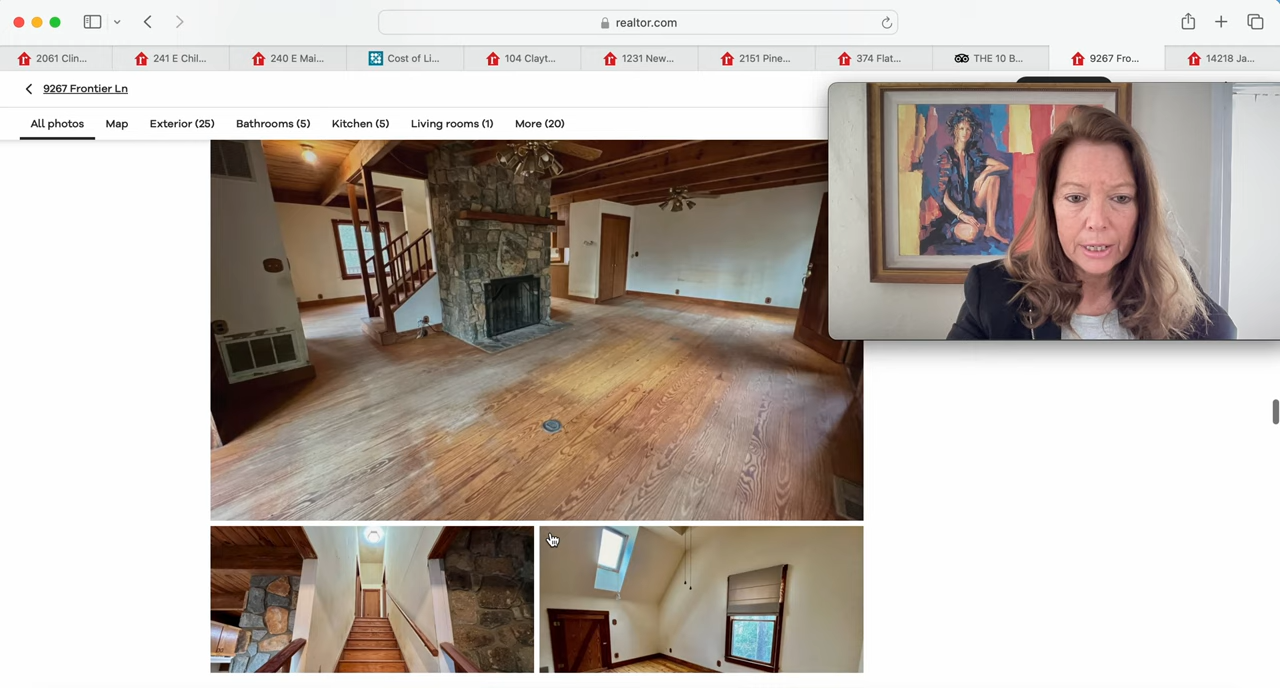 realtor.com
2061 Clin...
241 E Chil...
240 E Mai...
Cost of Li...
104 Clayt...
1231 New...
2151 Pine...
374 Flat...
THE 10 B...
9267 Fro...
14218 Ja...
9267 Frontier Ln
All photos
Map
Exterior (25)
Bathrooms (5)
Kitchen (5)
Living rooms (1)
More (20)